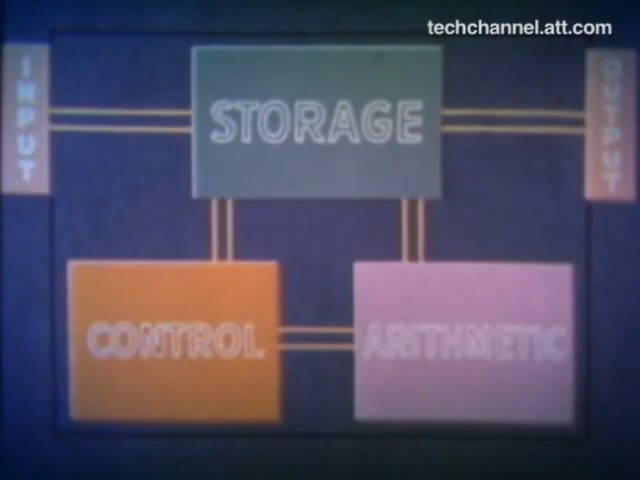 techchannel.att.com
INPUT
STORAGE
OUTPUT
CONTROL
ARITHMETIC